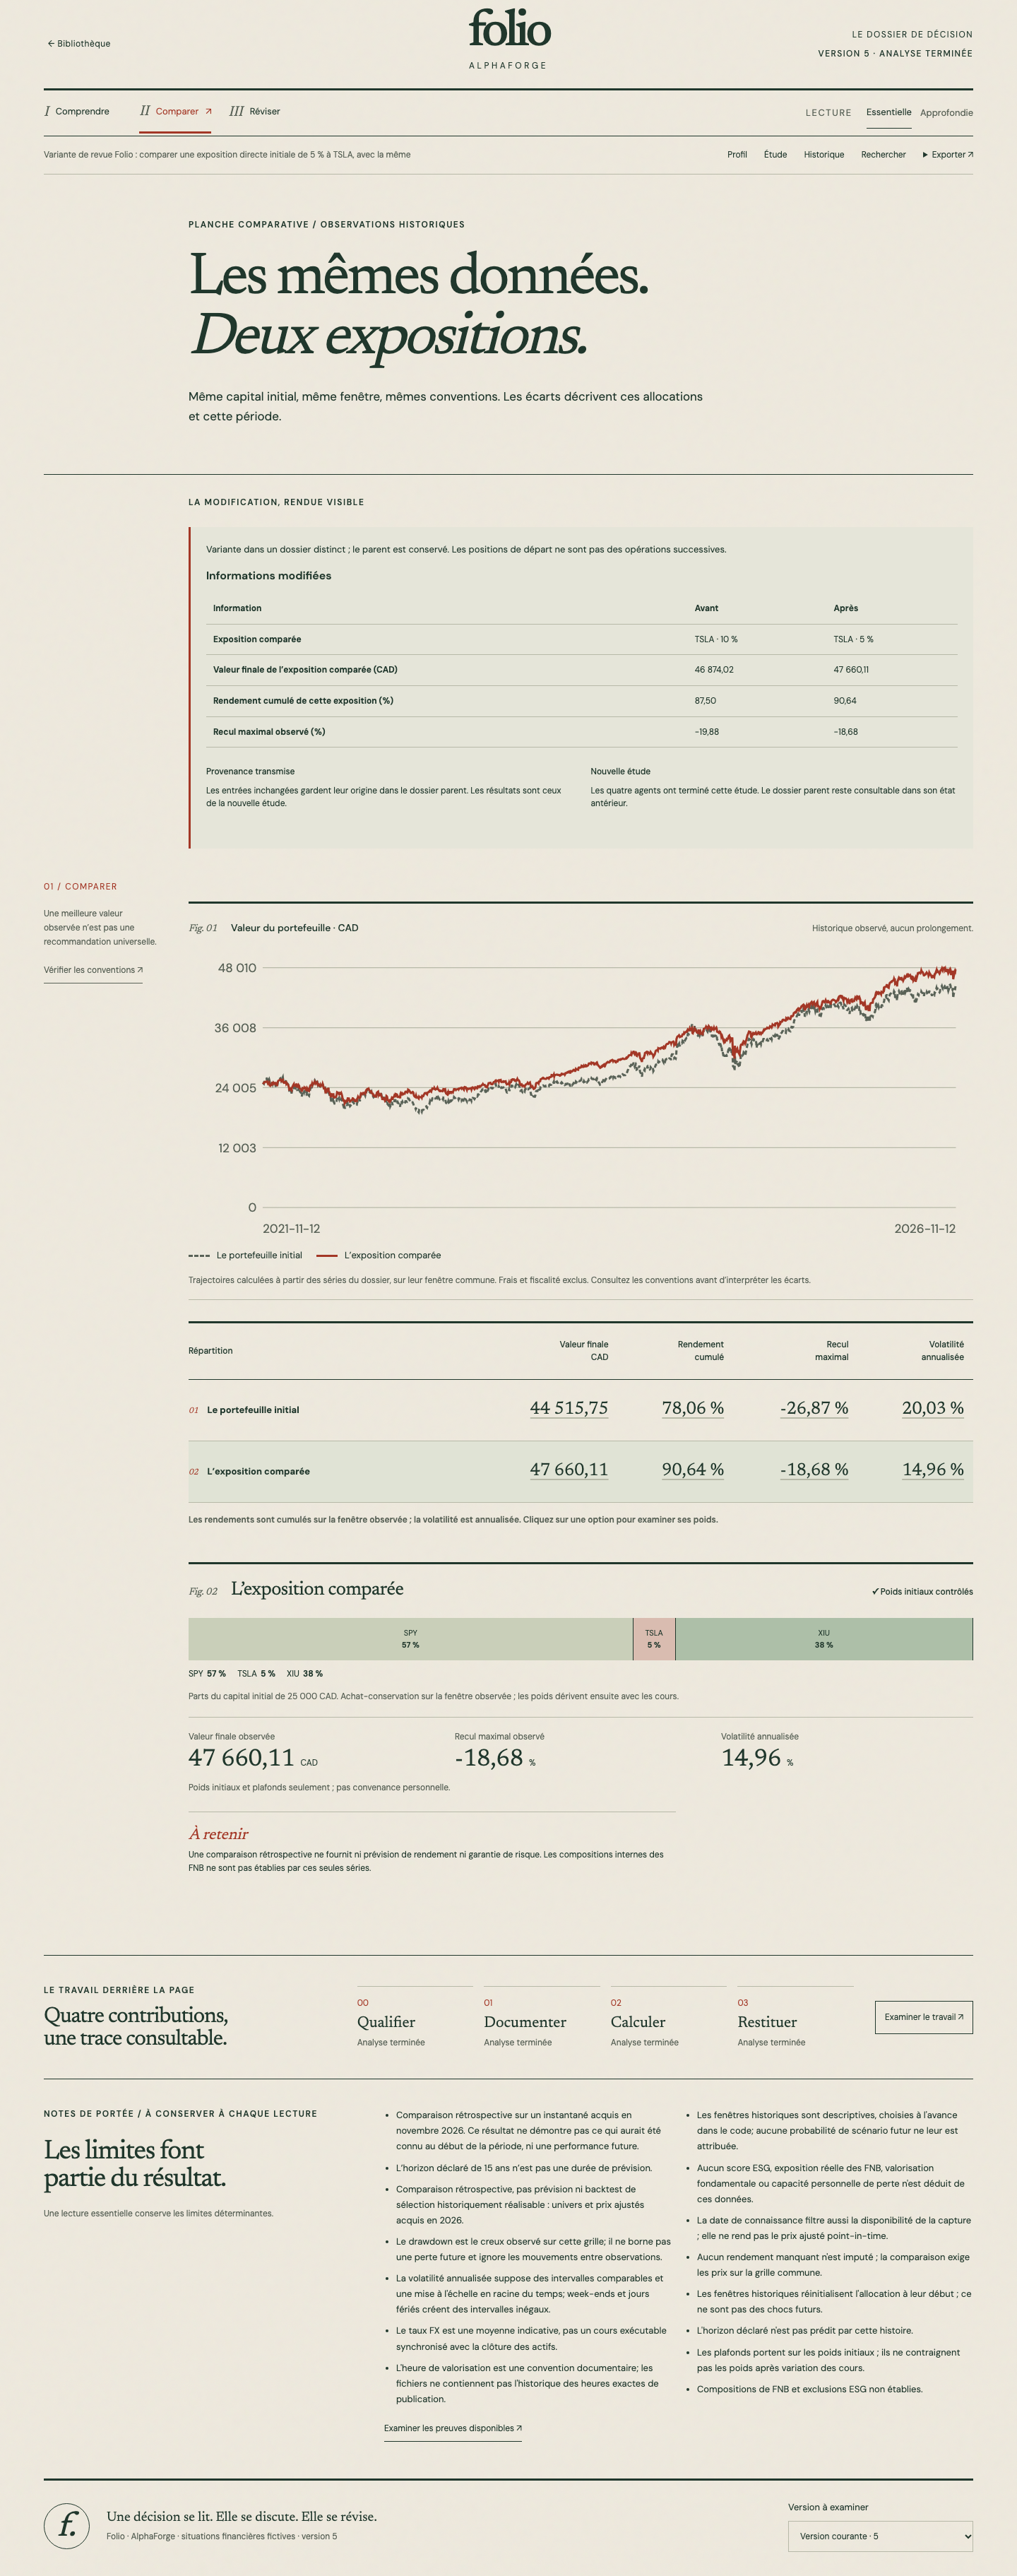 ← Bibliothèque
folio
ALPHAFORGE
LE DOSSIER DE DÉCISION
VERSION 5 · ANALYSE TERMINÉE
I Comprendre
II Comparer ↗
III Réviser
LECTURE Essentielle Approfondie
Variante de revue Folio : comparer une exposition directe initiale de 5 % à TSLA, avec la même
Profil Étude Historique Rechercher ▶ Exporter ↗
PLANCHE COMPARATIVE / OBSERVATIONS HISTORIQUES
Les mêmes données.
Deux expositions.
Même capital initial, même fenêtre, mêmes conventions. Les écarts décrivent ces allocations
et cette période.
LA MODIFICATION, RENDUE VISIBLE
Variante dans un dossier distinct ; le parent est conservé. Les positions de départ ne sont pas des opérations successives.
Informations modifiées
Information Avant Après
Exposition comparée TSLA · 10 % TSLA · 5 %
Valeur finale de l'exposition comparée (CAD) 46 874,02 47 660,11
Rendement cumulé de cette exposition (%) 87,50 90,64
Recul maximal observé (%) -19,88 -18,68
Provenance transmise
Les entrées inchangées gardent leur origine dans le dossier parent. Les résultats sont ceux
de la nouvelle étude.
Nouvelle étude
Les quatre agents ont terminé cette étude. Le dossier parent reste consultable dans son état
antérieur.
01 / COMPARER
Une meilleure valeur
observée n'est pas une
recommandation universelle.
Vérifier les conventions ↗
Fig. 01 Valeur du portefeuille · CAD
Historique observé, aucun prolongement.
48 010
36 008
24 005
12 003
0
2021-11-12 2026-11-12
Le portefeuille initial L'exposition comparée
Trajectoires calculées à partir des séries du dossier, sur leur fenêtre commune. Frais et fiscalité exclus. Consultez les conventions avant d'interpréter les écarts.
Répartition
Valeur finale
CAD
Rendement
cumulé
Recul
maximal
Volatilité
annualisée
01 Le portefeuille initial 44 515,75 78,06 % -26,87 % 20,03 %
02 L'exposition comparée 47 660,11 90,64 % -18,68 % 14,96 %
Les rendements sont cumulés sur la fenêtre observée ; la volatilité est annualisée. Cliquez sur une option pour examiner ses poids.
Fig. 02 L'exposition comparée
✓ Poids initiaux contrôlés
SPY
57 %
TSLA
5 %
XIU
38 %
SPY 57 % TSLA 5 % XIU 38 %
Parts du capital initial de 25 000 CAD. Achat-conservation sur la fenêtre observée ; les poids dérivent ensuite avec les cours.
Valeur finale observée
47 660,11 CAD
Recul maximal observé
-18,68 %
Volatilité annualisée
14,96 %
Poids initiaux et plafonds seulement ; pas convenance personnelle.
À retenir
Une comparaison rétrospective ne fournit ni prévision de rendement ni garantie de risque. Les compositions internes des
FNB ne sont pas établies par ces seules séries.
LE TRAVAIL DERRIÈRE LA PAGE
Quatre contributions,
une trace consultable.
00
Qualifier
Analyse terminée
01
Documenter
Analyse terminée
02
Calculer
Analyse terminée
03
Restituer
Analyse terminée
Examiner le travail ↗
NOTES DE PORTÉE / À CONSERVER À CHAQUE LECTURE
Les limites font
partie du résultat.
Une lecture essentielle conserve les limites déterminantes.
• Comparaison rétrospective sur un instantané acquis en
novembre 2026. Ce résultat ne démontre pas ce qui aurait été
connu au début de la période, ni une performance future.
• L'horizon déclaré de 15 ans n'est pas une durée de prévision.
• Comparaison rétrospective, pas prévision ni backtest de
sélection historiquement réalisable : univers et prix ajustés
acquis en 2026.
• Le drawdown est le creux observé sur cette grille; il ne borne pas
une perte future et ignore les mouvements entre observations.
• La volatilité annualisée suppose des intervalles comparables et
une mise à l'échelle en racine du temps; week-ends et jours
fériés créent des intervalles inégaux.
• Le taux FX est une moyenne indicative, pas un cours exécutable
synchronisé avec la clôture des actifs.
• L'heure de valorisation est une convention documentaire; les
fichiers ne contiennent pas l'historique des heures exactes de
publication.
• Les fenêtres historiques sont descriptives, choisies à l'avance
dans le code; aucune probabilité de scénario futur ne leur est
attribuée.
• Aucun score ESG, exposition réelle des FNB, valorisation
fondamentale ou capacité personnelle de perte n'est déduit de
ces données.
• La date de connaissance filtre aussi la disponibilité de la capture
; elle ne rend pas le prix ajusté point-in-time.
• Aucun rendement manquant n'est imputé ; la comparaison exige
les prix sur la grille commune.
• Les fenêtres historiques réinitialisent l'allocation à leur début ; ce
ne sont pas des chocs futurs.
• L'horizon déclaré n'est pas prédit par cette histoire.
• Les plafonds portent sur les poids initiaux ; ils ne contraignent
pas les poids après variation des cours.
• Compositions de FNB et exclusions ESG non établies.
Examiner les preuves disponibles ↗
f.
Une décision se lit. Elle se discute. Elle se révise.
Folio · AlphaForge · situations financières fictives · version 5
Version à examiner
Version courante · 5